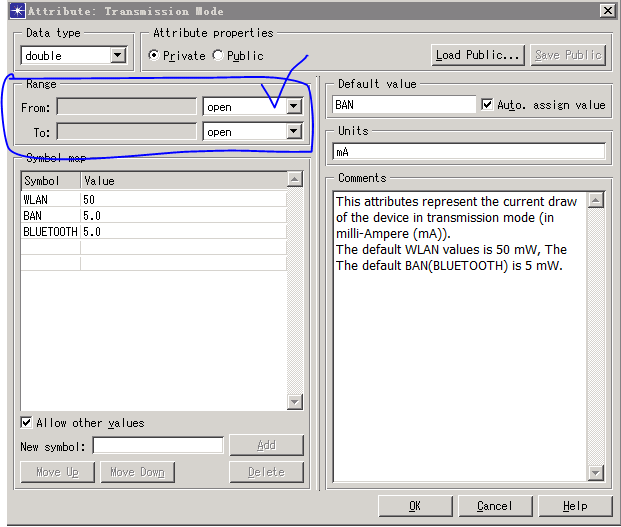 Attribute: Transmission Mode
Data type
double
Attribute properties
Private
Public
Load Public...
Save Public
Range
From:
open
To:
open
Default value
BAN
Auto. assign value
Units
mA
Symbol map
Symbol Value
WLAN 50
BAN 5.0
BLUETOOTH 5.0
Allow other values
New symbol:
Add
Move Up
Move Down
Delete
Comments
This attributes represent the current draw
of the device in transmission mode (in
milli-Ampere (mA)).
The default WLAN values is 50 mW, The
The default BAN(BLUETOOTH) is 5 mW.
OK
Cancel
Help